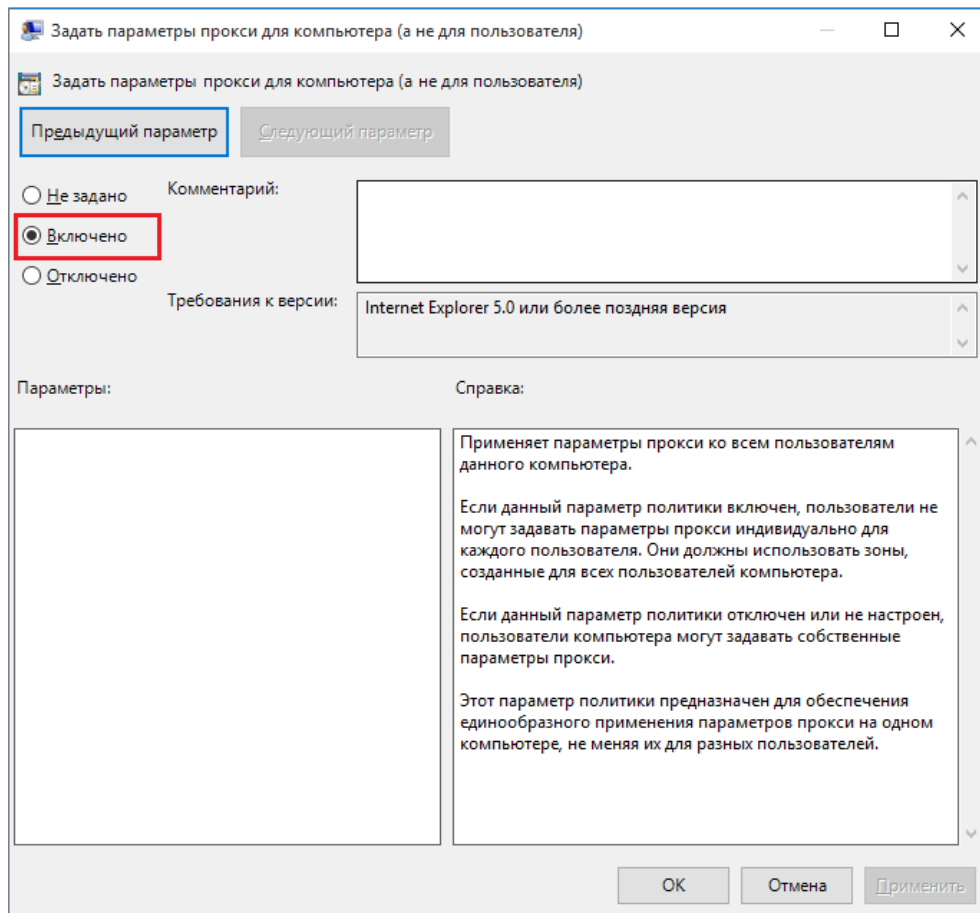 Задать параметры прокси для компьютера (а не для пользователя)
Задать параметры прокси для компьютера (а не для пользователя)
Предыдущий параметр
Следующий параметр
Не задано
Комментарий:
Включено
Отключено
Требования к версии:
Internet Explorer 5.0 или более поздняя версия
Параметры:
Справка:
Применяет параметры прокси ко всем пользователям
данного компьютера.
Если данный параметр политики включен, пользователи не
могут задавать параметры прокси индивидуально для
каждого пользователя. Они должны использовать зоны,
созданные для всех пользователей компьютера.
Если данный параметр политики отключен или не настроен,
пользователи компьютера могут задавать собственные
параметры прокси.
Этот параметр политики предназначен для обеспечения
единообразного применения параметров прокси на одном
компьютере, не меняя их для разных пользователей.
ОК
Отмена
Применить